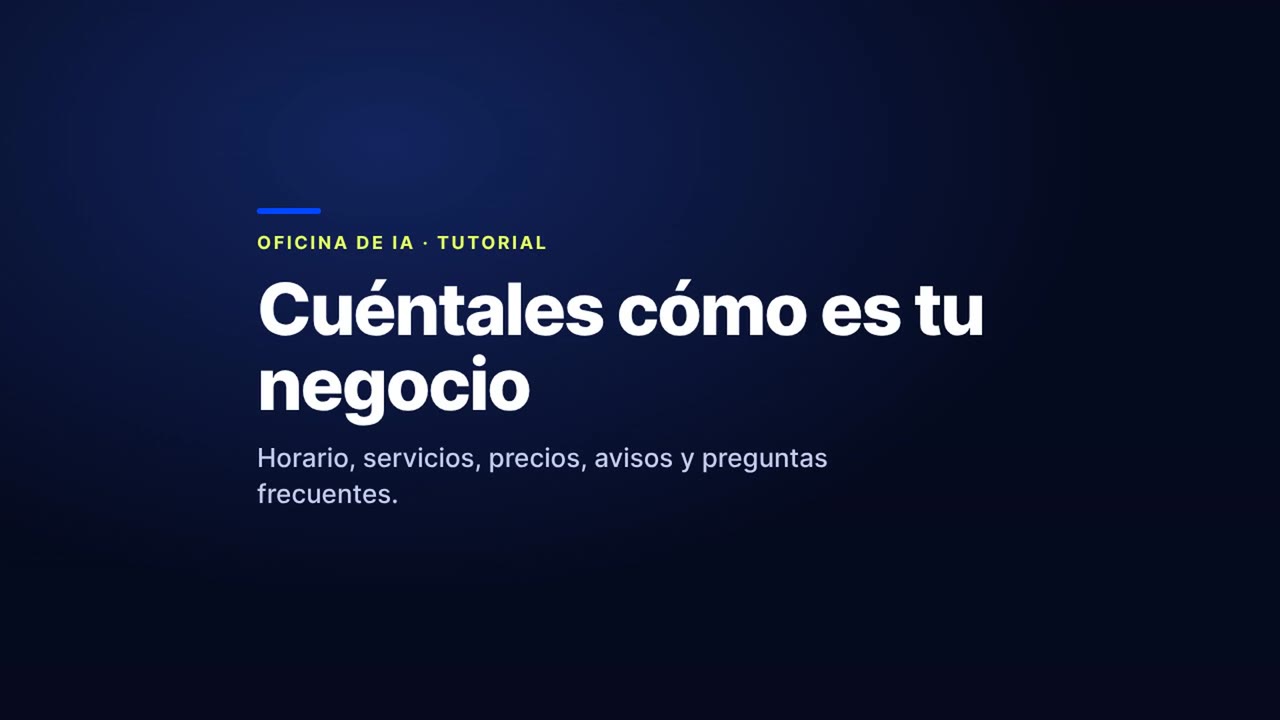 OFICINA DE IA · TUTORIAL
Cuéntales cómo es tu
negocio
Horario, servicios, precios, avisos y preguntas
frecuentes.